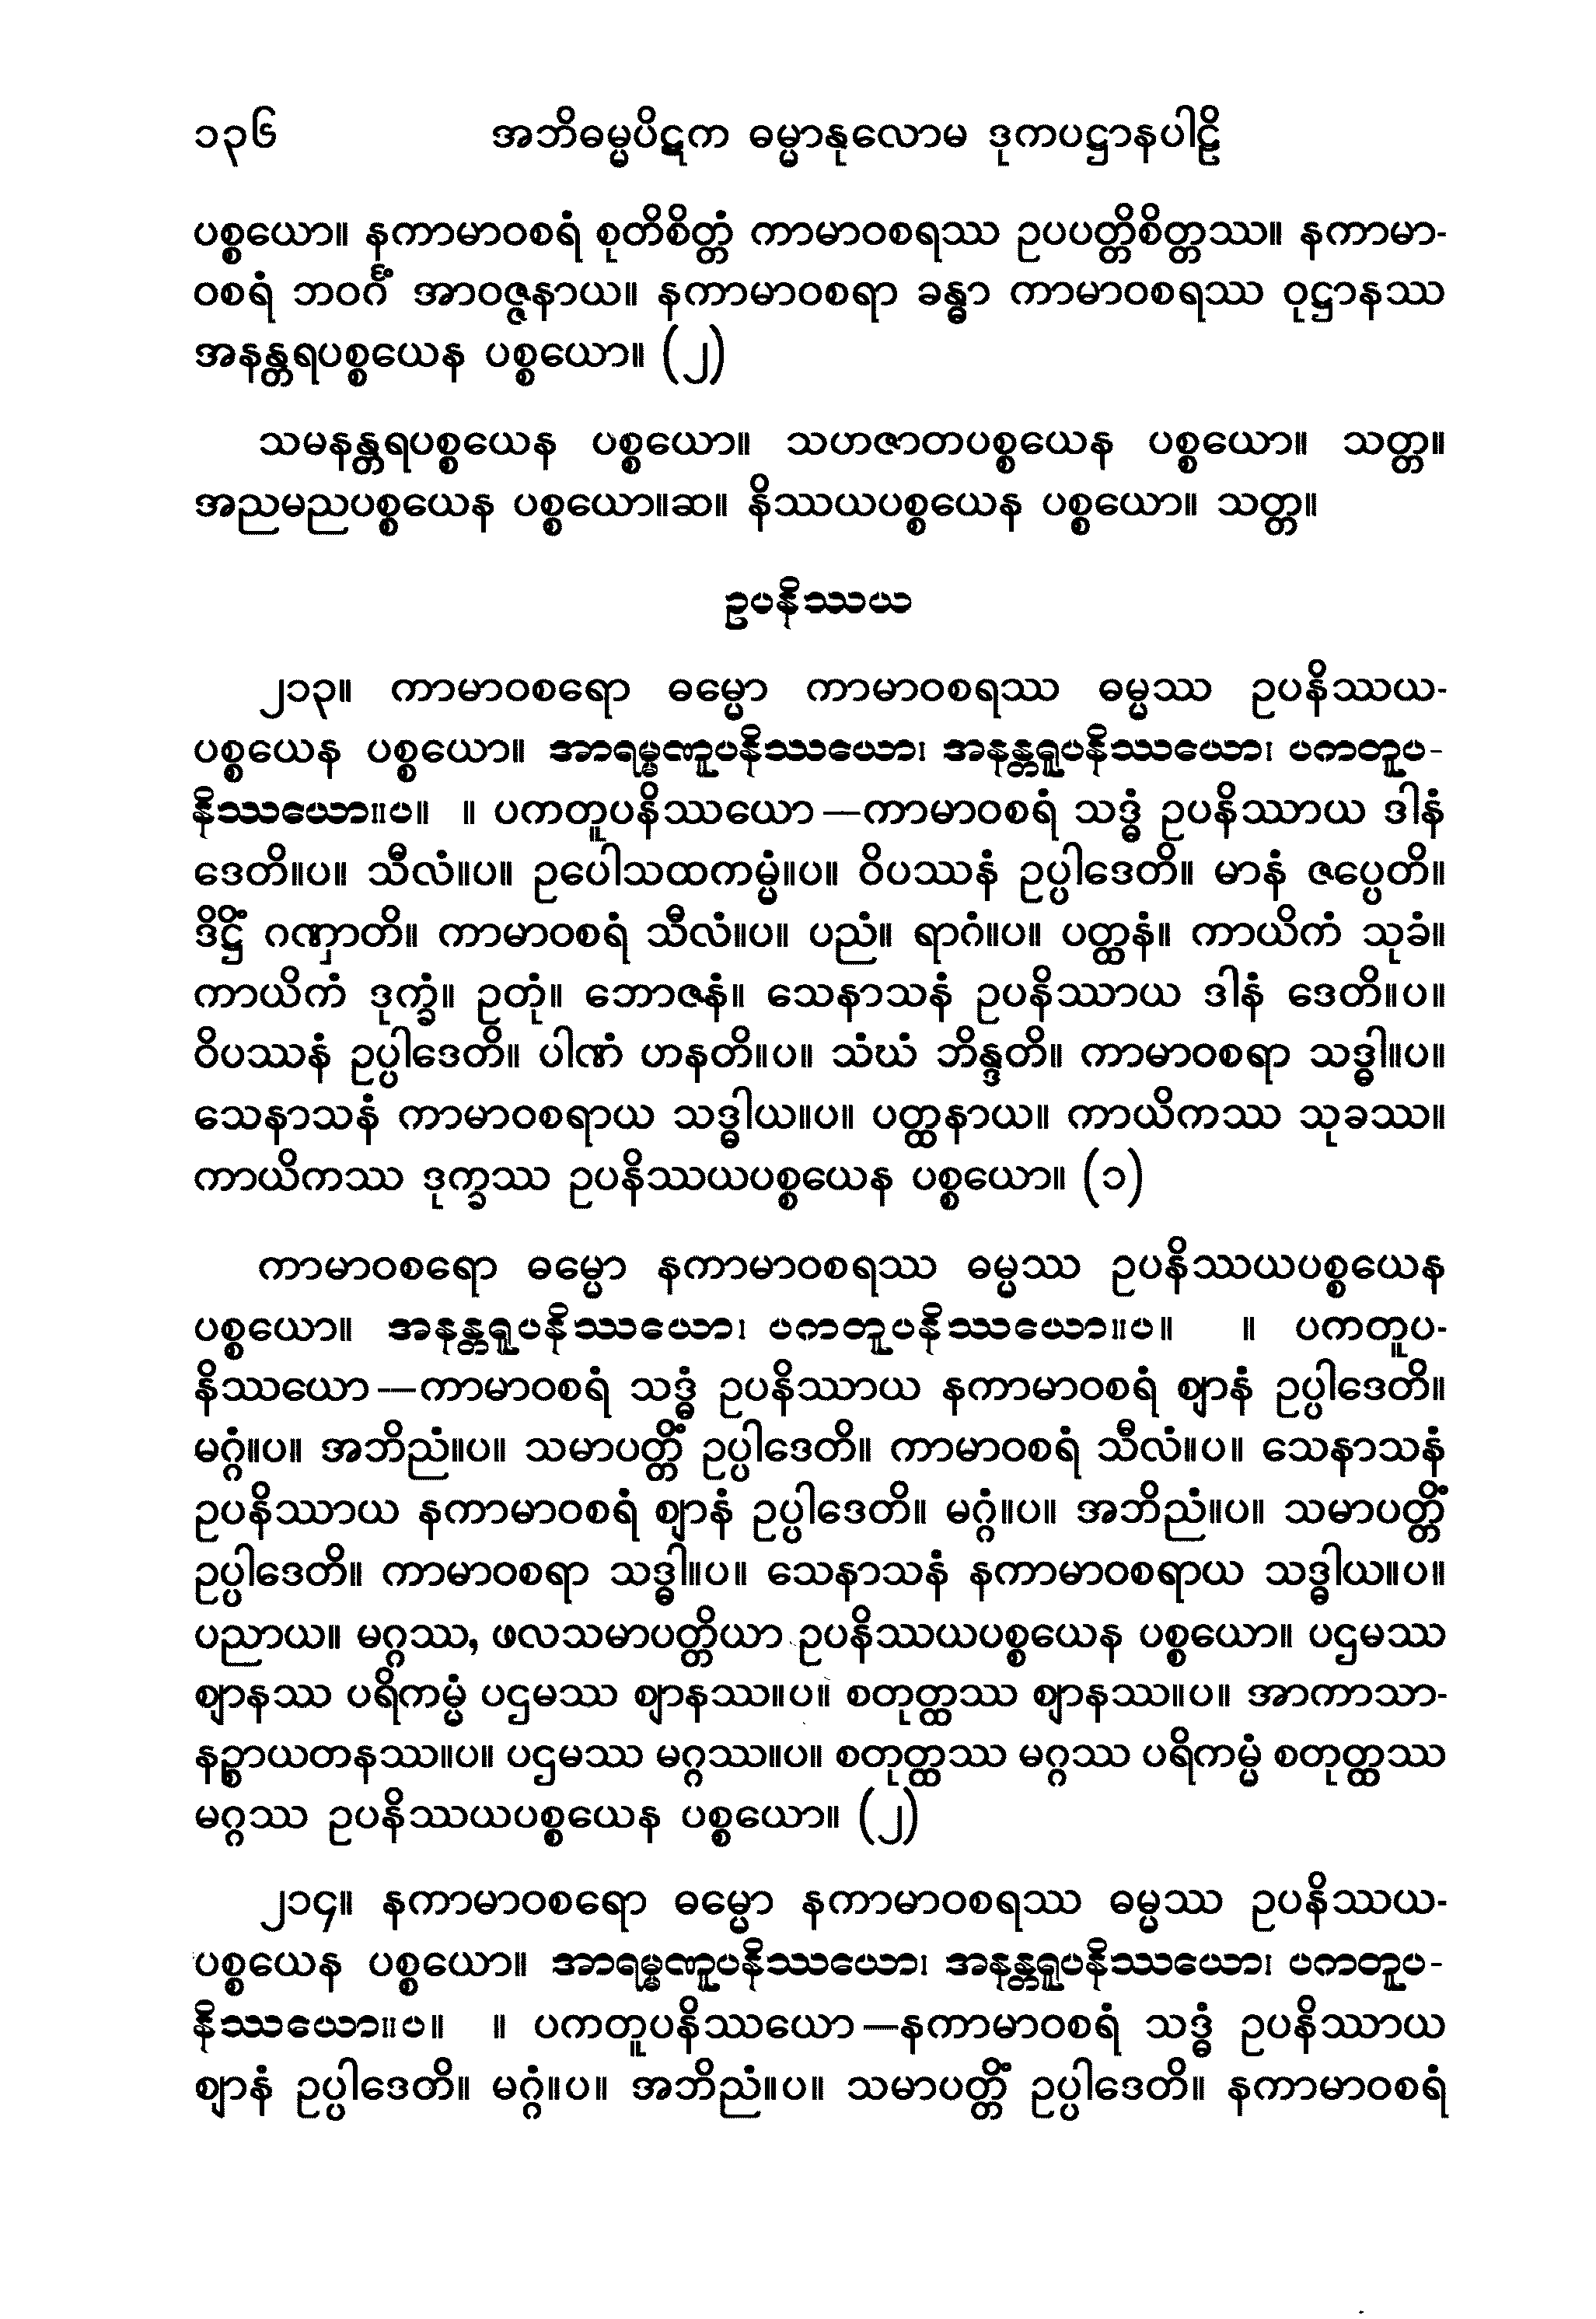 ၁၃၆ အဘိဓမ္မပိဋက ဓမ္မာနုလောမ ဒုကပဋ္ဌာနပါဠိ
ပစ္စယော။ နကာမာဝစရံ စုတိစိတ္တံ ကာမာဝစရဿ ဥပပတ္တိစိတ္တဿ။ နကာမာ-
ဝစရံ ဘဝင်္ဂံ အာဝဇ္ဇနာယ။ နကာမာဝစရာ ခန္ဓာ ကာမာဝစရဿ ဝုဋ္ဌာနဿ
အနန္တရပစ္စယေန ပစ္စယော။ (၂)
သမနန္တရပစ္စယေန ပစ္စယော။ သဟဇာတပစ္စယေန ပစ္စယော။ သတ္တ။
အညမညပစ္စယေန ပစ္စယော။ဆ။ နိဿယပစ္စယေန ပစ္စယော။ သတ္တ။
ဥပနိဿယ
၂၁၃။ ကာမာဝစရော ဓမ္မော ကာမာဝစရဿ ဓမ္မဿ ဥပနိဿယ-
ပစ္စယေန ပစ္စယော။ အာရမ္မဏူပနိဿယော၊ အနန္တရူပနိဿယော၊ ပကတူပ-
နိဿယော။ပ။ ။ ပကတူပနိဿယော—ကာမာဝစရံ သဒ္ဓံ ဥပနိဿာယ ဒါနံ
ဒေတိ။ပ။ သီလံ။ပ။ ဥပေါသထကမ္မံ။ပ။ ဝိပဿနံ ဥပ္ပါဒေတိ။ မာနံ ဇပ္ပေတိ။
ဒိဋ္ဌိံ ဂဏှာတိ။ ကာမာဝစရံ သီလံ။ပ။ ပညံ။ ရာဂံ။ပ။ ပတ္ထနံ။ ကာယိကံ သုခံ။
ကာယိကံ ဒုက္ခံ။ ဥတုံ။ ဘောဇနံ။ သေနာသနံ ဥပနိဿာယ ဒါနံ ဒေတိ။ပ။
ဝိပဿနံ ဥပ္ပါဒေတိ။ ပါဏံ ဟနတိ။ပ။ သံဃံ ဘိန္ဒတိ။ ကာမာဝစရာ သဒ္ဓါ။ပ။
သေနာသနံ ကာမာဝစရာယ သဒ္ဓါယ။ပ။ ပတ္ထနာယ။ ကာယိကဿ သုခဿ။
ကာယိကဿ ဒုက္ခဿ ဥပနိဿယပစ္စယေန ပစ္စယော။ (၁)
ကာမာဝစရော ဓမ္မော နကာမာဝစရဿ ဓမ္မဿ ဥပနိဿယပစ္စယေန
ပစ္စယော။ အနန္တရူပနိဿယော၊ ပကတူပနိဿယော။ပ။ ။ ပကတူပ-
နိဿယော—ကာမာဝစရံ သဒ္ဓံ ဥပနိဿာယ နကာမာဝစရံ ဈာနံ ဥပ္ပါဒေတိ။
မဂ္ဂံ။ပ။ အဘိညံ။ပ။ သမာပတ္တိံ ဥပ္ပါဒေတိ။ ကာမာဝစရံ သီလံ။ပ။ သေနာသနံ
ဥပနိဿာယ နကာမာဝစရံ ဈာနံ ဥပ္ပါဒေတိ။ မဂ္ဂံ။ပ။ အဘိညံ။ပ။ သမာပတ္တိံ
ဥပ္ပါဒေတိ။ ကာမာဝစရာ သဒ္ဓါ။ပ။ သေနာသနံ နကာမာဝစရာယ သဒ္ဓါယ။ပ။
ပညာယ။ မဂ္ဂဿ, ဖလသမာပတ္တိယာ ဥပနိဿယပစ္စယေန ပစ္စယော။ ပဌမဿ
ဈာနဿ ပရိကမ္မံ ပဌမဿ ဈာနဿ။ပ။ စတုတ္ထဿ ဈာနဿ။ပ။ အာကာသာ-
နဉ္စာယတနဿ။ပ။ ပဌမဿ မဂ္ဂဿ။ပ။ စတုတ္ထဿ မဂ္ဂဿ ပရိကမ္မံ စတုတ္ထဿ
မဂ္ဂဿ ဥပနိဿယပစ္စယေန ပစ္စယော။ (၂)
၂၁၄။ နကာမာဝစရော ဓမ္မော နကာမာဝစရဿ ဓမ္မဿ ဥပနိဿယ-
ပစ္စယေန ပစ္စယော။ အာရမ္မဏူပနိဿယော၊ အနန္တရူပနိဿယော၊ ပကတူပ-
နိဿယော။ပ။ ။ ပကတူပနိဿယော—နကာမာဝစရံ သဒ္ဓံ ဥပနိဿာယ
ဈာနံ ဥပ္ပါဒေတိ။ မဂ္ဂံ။ပ။ အဘိညံ။ပ။ သမာပတ္တိံ ဥပ္ပါဒေတိ။ နကာမာဝစရံ